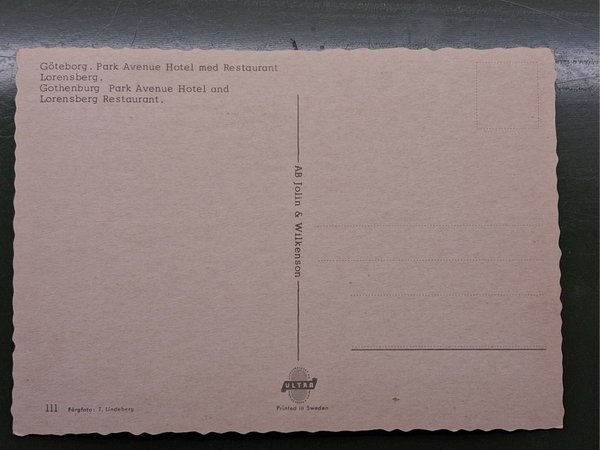 Göteborg. Park Avenue Hotel med Restaurant
Lorensberg.
Gothenburg Park Avenue Hotel and
Lorensberg Restaurant.
AB Jolin & Wilkenson
ULTRA
Printed in Sweden
111 Färgfoto: T. Lindeberg